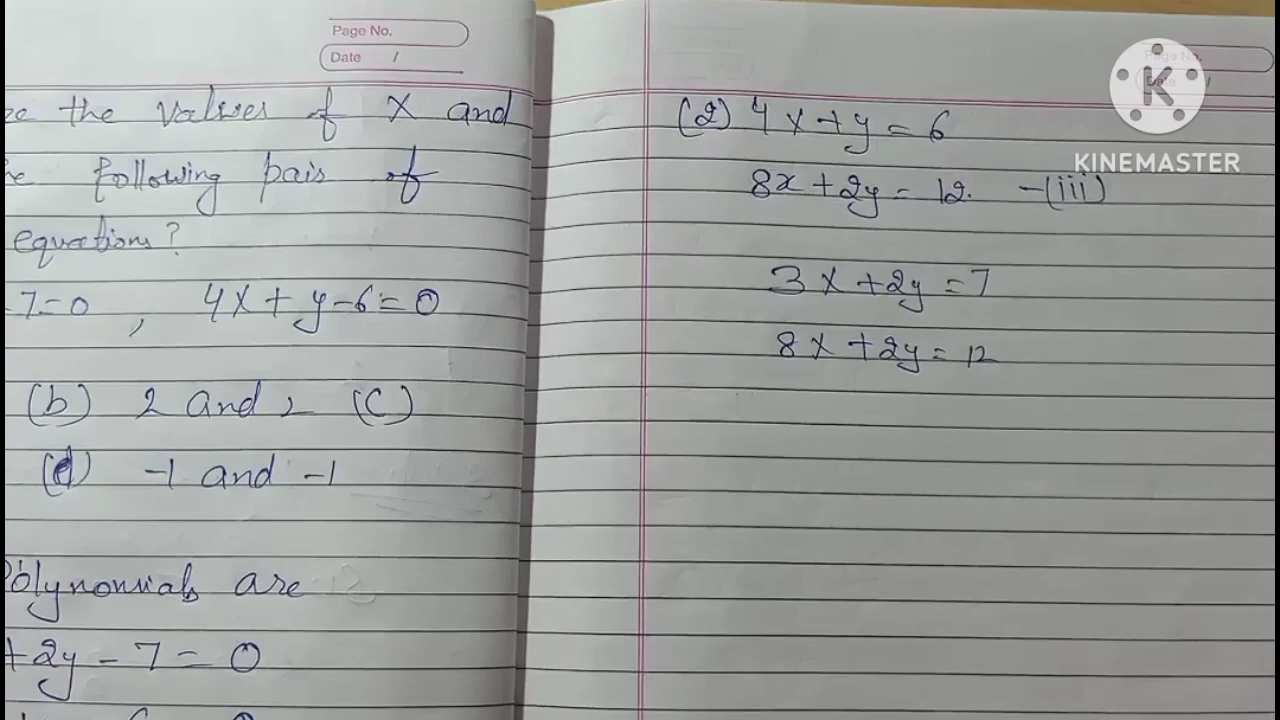 Page No.
Date /
be the values of x and
following pair of
equations?
-7=0 , 4x+y-6=0
(b) 2 and 2 (c)
(d) -1 and -1
Polynomials are
+2y-7=0
(2) 4x+y=6
8x+2y=12. -(iii)
3x+2y=7
8x+2y=12
KINEMASTER